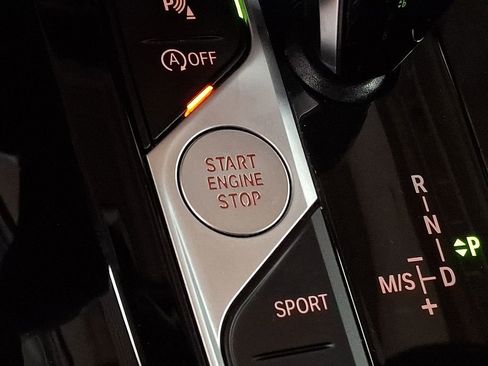 P
A OFF
START
ENGINE
STOP
SPORT
R
N
P
M/S D
+